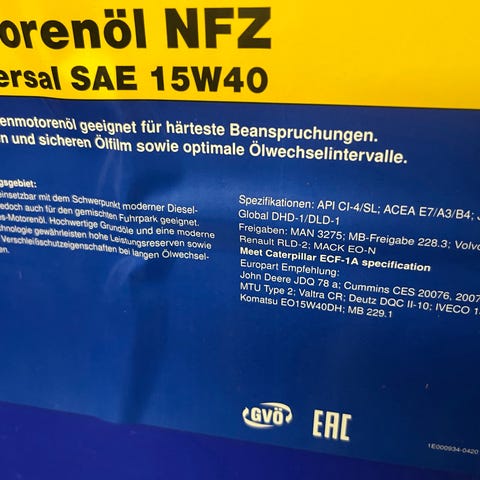 orenöl NFZ
ersal SAE 15W40
enmotorenöl geeignet für härteste Beanspruchungen.
n und sicheren Ölfilm sowie optimale Ölwechselintervalle.
gsgebiet:
einsetzbar mit dem Schwerpunkt moderner Diesel-
edoch auch für den gemischten Fuhrpark geeignet.
s-Motorenöl. Hochwertige Grundöle und eine moderne
chnologie gewährleisten hohe Leistungsreserven sowie
Verschleißschutzeigenschaften bei langen Ölwechsel-
Spezifikationen: API CI-4/SL; ACEA E7/A3/B4; J
Global DHD-1/DLD-1
Freigaben: MAN 3275; MB-Freigabe 228.3; Volvo
Renault RLD-2; MACK EO-N
Meet Caterpillar ECF-1A specification
Europart Empfehlung:
John Deere JDQ 78 a; Cummins CES 20076, 2007
MTU Type 2; Valtra CR; Deutz DQC II-10; IVECO 1
Komatsu EO15W40DH; MB 229.1
GVÖ EAC
1E000934-0420